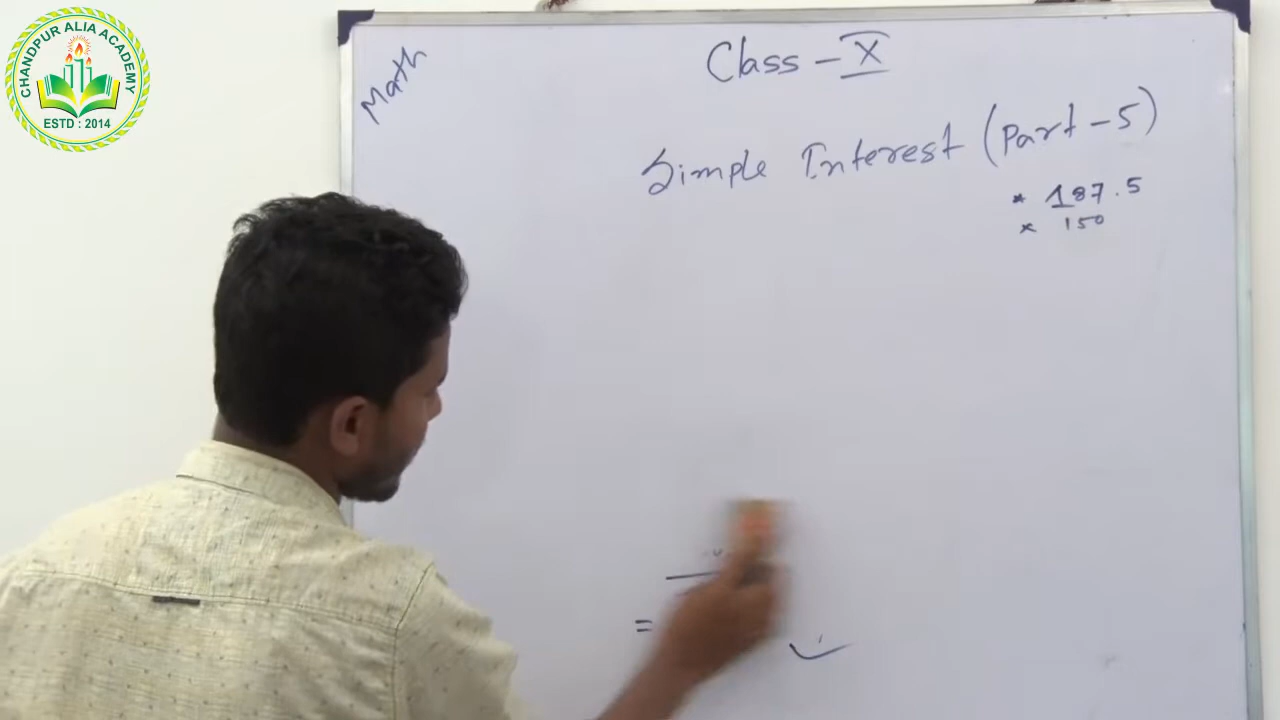 CHANDPUR ALIA ACADEMY
ESTD : 2014
Math
Class - X
Simple Interest (Part - 5)
* 187.5
* 150
=